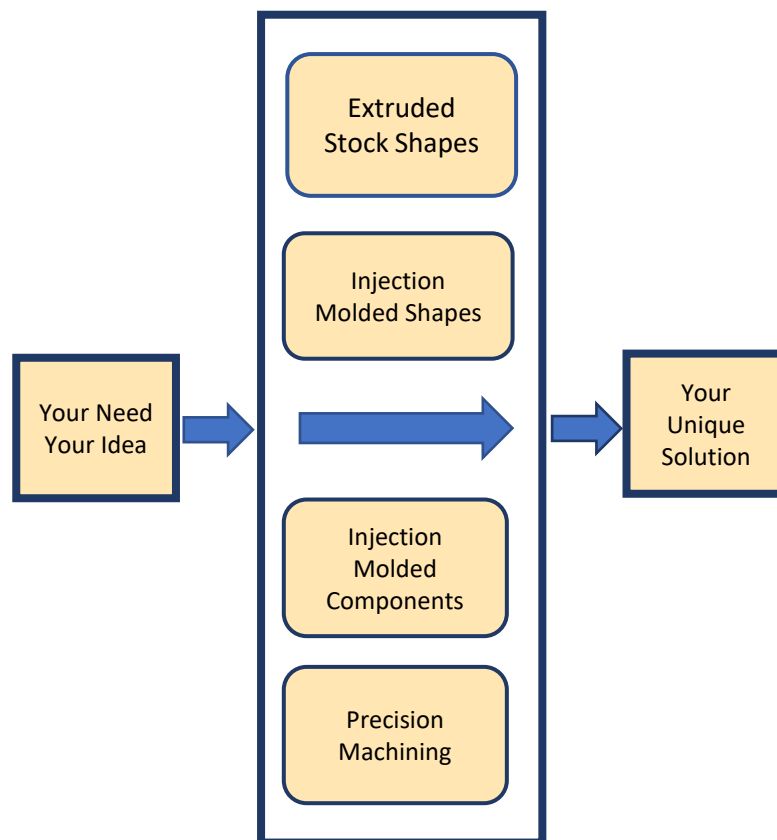 Extruded
Stock Shapes
Injection
Molded Shapes
Your Need
Your Idea
Your
Unique
Solution
Injection
Molded
Components
Precision
Machining